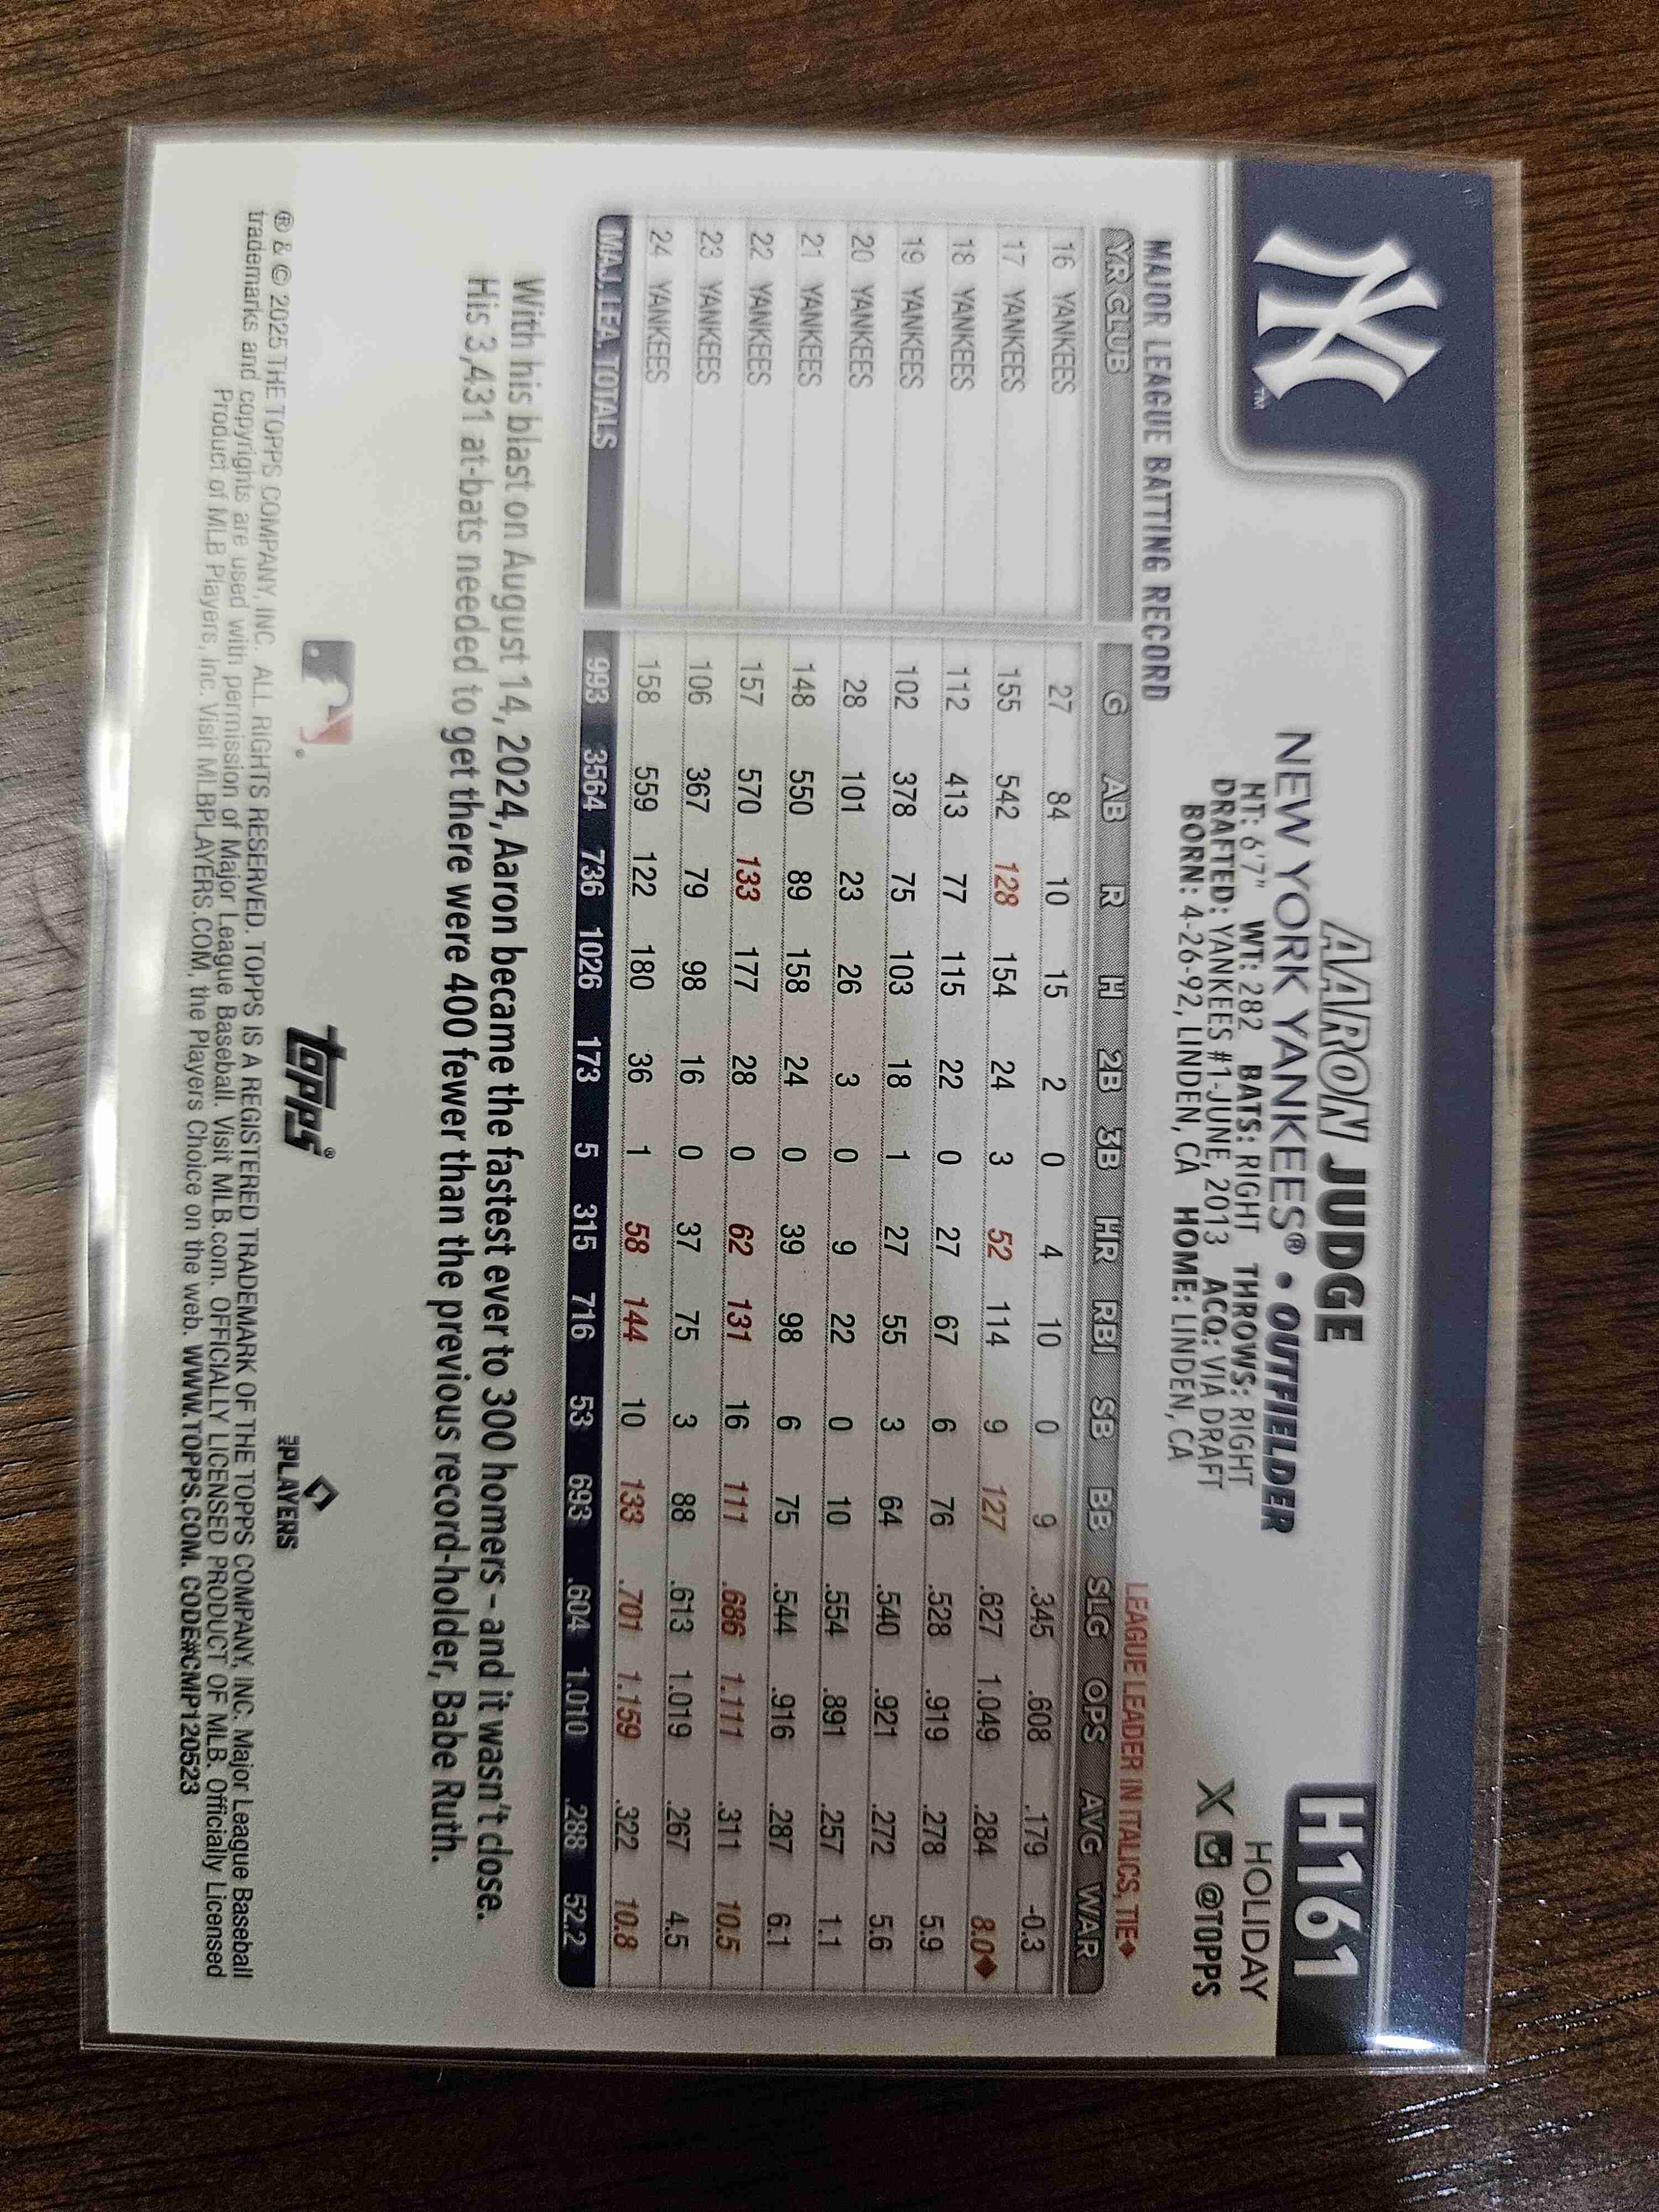 NY™
H161
AARON JUDGE
HOLIDAY
NEW YORK YANKEES® • OUTFIELDER
X @TOPPS
HT: 6'7" WT: 282 BATS: RIGHT THROWS: RIGHT
DRAFTED: YANKEES #1-JUNE, 2013 ACQ: VIA DRAFT
BORN: 4-26-92, LINDEN, CA HOME: LINDEN, CA
MAJOR LEAGUE BATTING RECORD LEAGUE LEADER IN ITALICS, TIE♦
YR CLUB G AB R H 2B 3B HR RBI SB BB SLG OPS AVG WAR
16 YANKEES 27 84 10 15 2 0 4 10 0 9 .345 .608 .179 -0.3
17 YANKEES 155 542 128 154 24 3 52 114 9 127 .627 1.049 .284 8.0♦
18 YANKEES 112 413 77 115 22 0 27 67 6 76 .528 .919 .278 5.9
19 YANKEES 102 378 75 103 18 1 27 55 3 64 .540 .921 .272 5.6
20 YANKEES 28 101 23 26 3 0 9 22 0 10 .554 .891 .257 1.1
21 YANKEES 148 550 89 158 24 0 39 98 6 75 .544 .916 .287 6.1
22 YANKEES 157 570 133 177 28 0 62 131 16 111 .686 1.111 .311 10.5
23 YANKEES 106 367 79 98 16 0 37 75 3 88 .613 1.019 .267 4.5
24 YANKEES 158 559 122 180 36 1 58 144 10 133 .701 1.159 .322 10.8
MAJ. LEA. TOTALS 993 3564 736 1026 173 5 315 716 53 693 .604 1.010 .288 52.2
With his blast on August 14, 2024, Aaron became the fastest ever to 300 homers – and it wasn't close.
His 3,431 at-bats needed to get there were 400 fewer than the previous record-holder, Babe Ruth.
topps®
PLAYERS
® & © 2025 THE TOPPS COMPANY, INC. ALL RIGHTS RESERVED. TOPPS IS A REGISTERED TRADEMARK OF THE TOPPS COMPANY, INC. Major League Baseball
trademarks and copyrights are used with permission of Major League Baseball. Visit MLB.com. OFFICIALLY LICENSED PRODUCT OF MLB. Officially Licensed
Product of MLB Players, Inc. Visit MLBPLAYERS.COM, the Players Choice on the web. WWW.TOPPS.COM. CODE#CMP120523